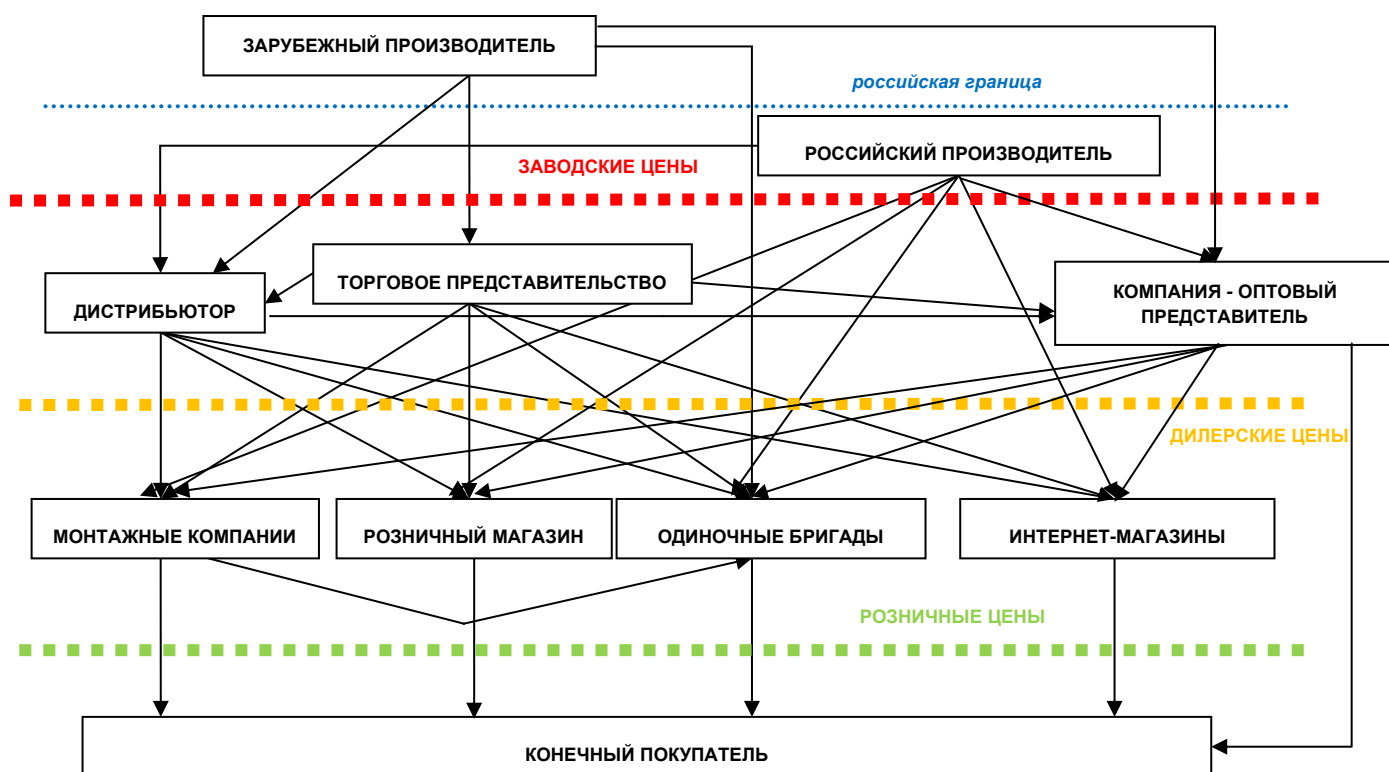 ЗАРУБЕЖНЫЙ ПРОИЗВОДИТЕЛЬ
российская граница
РОССИЙСКИЙ ПРОИЗВОДИТЕЛЬ
ЗАВОДСКИЕ ЦЕНЫ
ДИСТРИБЬЮТОР
ТОРГОВОЕ ПРЕДСТАВИТЕЛЬСТВО
КОМПАНИЯ - ОПТОВЫЙ
ПРЕДСТАВИТЕЛЬ
ДИЛЕРСКИЕ ЦЕНЫ
МОНТАЖНЫЕ КОМПАНИИ
РОЗНИЧНЫЙ МАГАЗИН
ОДИНОЧНЫЕ БРИГАДЫ
ИНТЕРНЕТ-МАГАЗИНЫ
РОЗНИЧНЫЕ ЦЕНЫ
КОНЕЧНЫЙ ПОКУПАТЕЛЬ